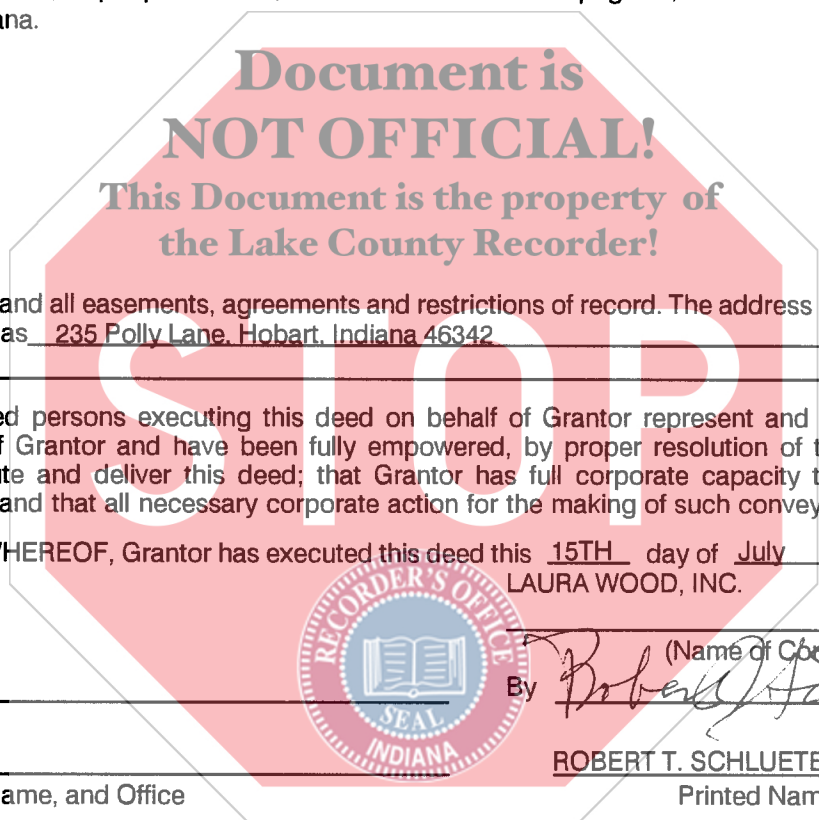 ana.
Document is
NOT OFFICIAL!
This Document is the property of
the Lake County Recorder!
and all easements, agreements and restrictions of record. The address
as 235 Polly Lane, Hobart, Indiana 46342
STOP
ed persons executing this deed on behalf of Grantor represent and
f Grantor and have been fully empowered, by proper resolution of t
te and deliver this deed; that Grantor has full corporate capacity t
and that all necessary corporate action for the making of such convey
WHEREOF, Grantor has executed this deed this 15TH day of July
LAURA WOOD, INC.
RECORDER'S OFFICE
SEAL
INDIANA
(Name of Cor
By
ROBERT T. SCHLUETE
ame, and Office
Printed Nam